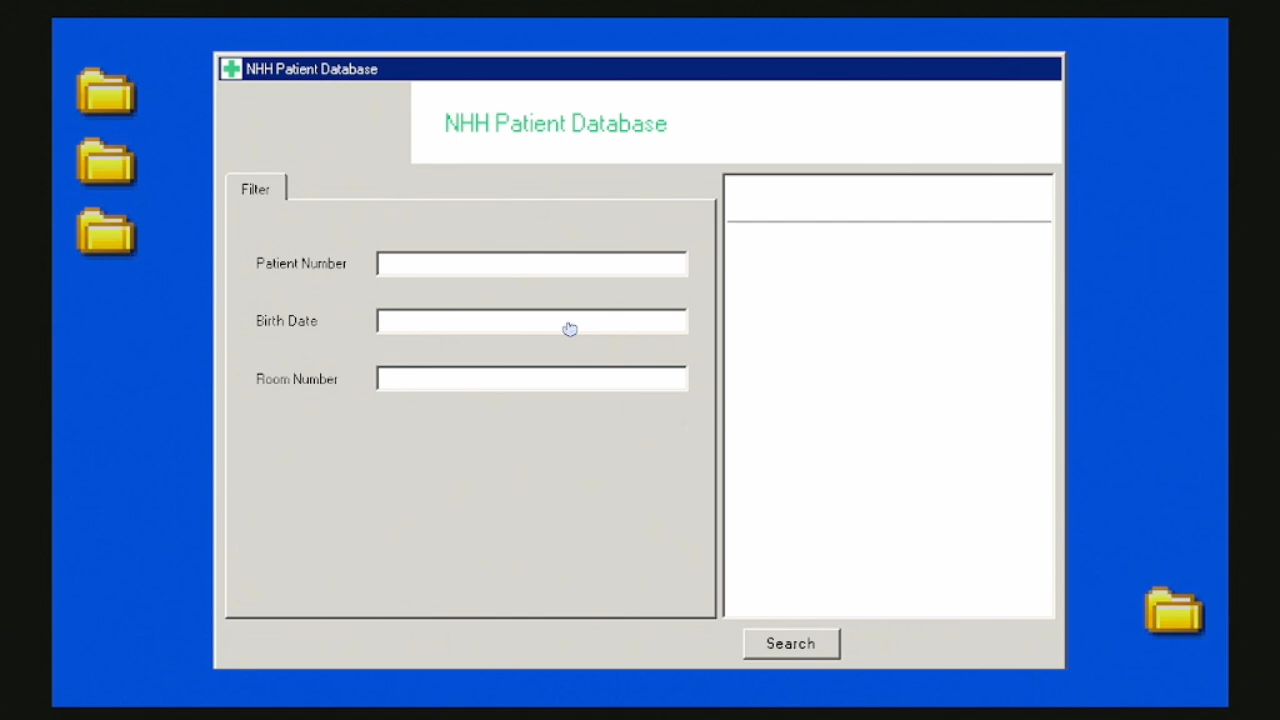 NHH Patient Database
NHH Patient Database
Filter
Patient Number
Birth Date
Room Number
Search